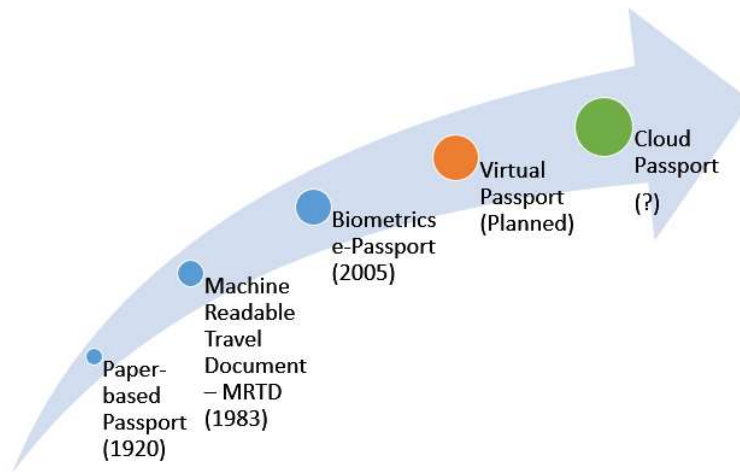 Paper-
based
Passport
(1920)
Machine
Readable
Travel
Document
– MRTD
(1983)
Biometrics
e-Passport
(2005)
Virtual
Passport
(Planned)
Cloud
Passport
(?)